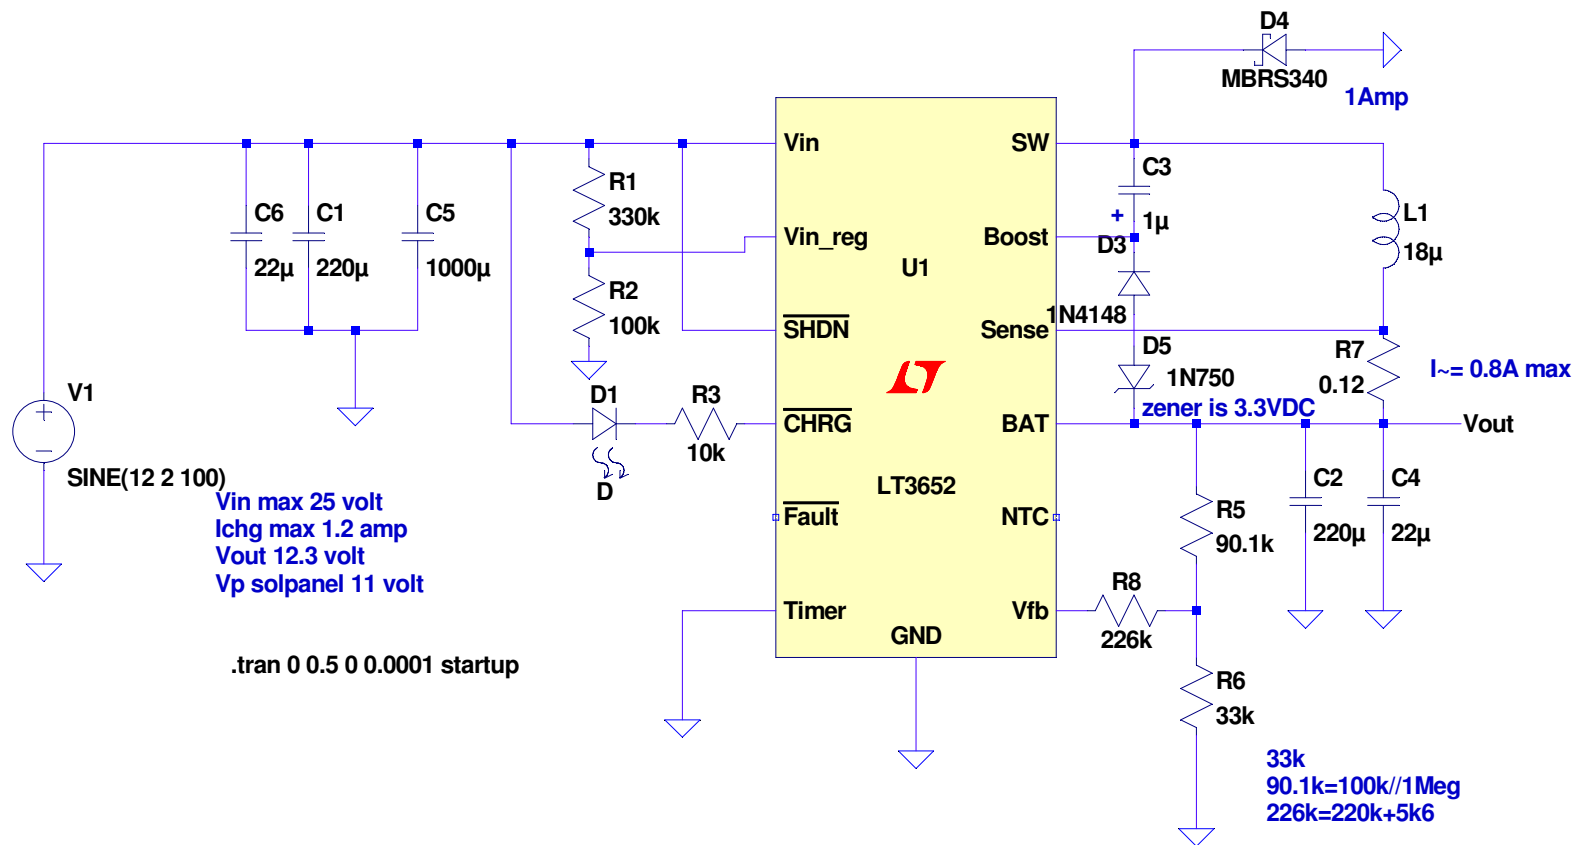 D4
MBRS340
1Amp
Vin
SW
C3
+
1µ
R1
330k
C6
22µ
C1
220µ
C5
1000µ
L1
18µ
Vin_reg
Boost
D3
U1
R2
100k
1N4148
SHDN
Sense
D5
1N750
R7
0.12
I~= 0.8A max
zener is 3.3VDC
V1
+
−
SINE(12 2 100)
D1
D
R3
10k
CHRG
BAT
Vout
LT3652
C2
220µ
C4
22µ
Vin max 25 volt
Ichg max 1.2 amp
Vout 12.3 volt
Vp solpanel 11 volt
Fault
NTC
R5
90.1k
R8
226k
Timer
Vfb
GND
.tran 0 0.5 0 0.0001 startup
R6
33k
33k
90.1k=100k//1Meg
226k=220k+5k6